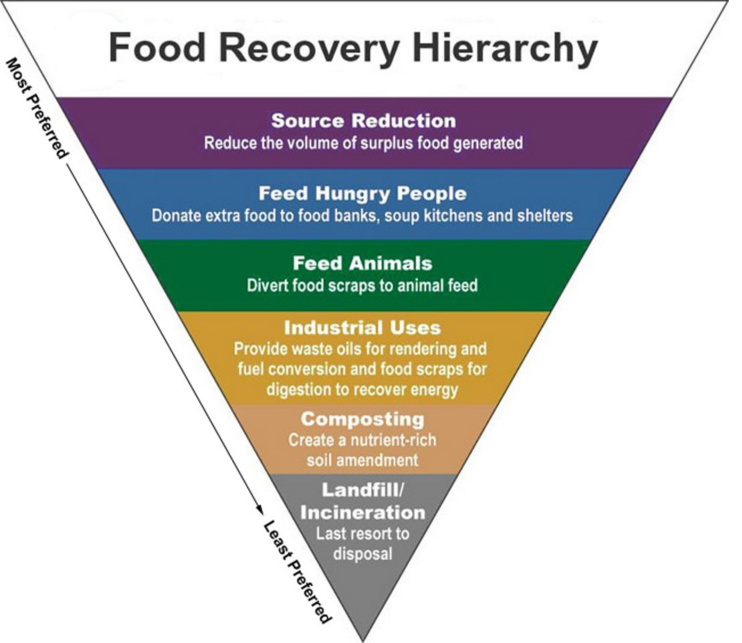 Food Recovery Hierarchy
Most Preferred
Source Reduction
Reduce the volume of surplus food generated
Feed Hungry People
Donate extra food to food banks, soup kitchens and shelters
Feed Animals
Divert food scraps to animal feed
Industrial Uses
Provide waste oils for rendering and
fuel conversion and food scraps for
digestion to recover energy
Composting
Create a nutrient-rich
soil amendment
Landfill/
Incineration
Last resort to
disposal
Least Preferred